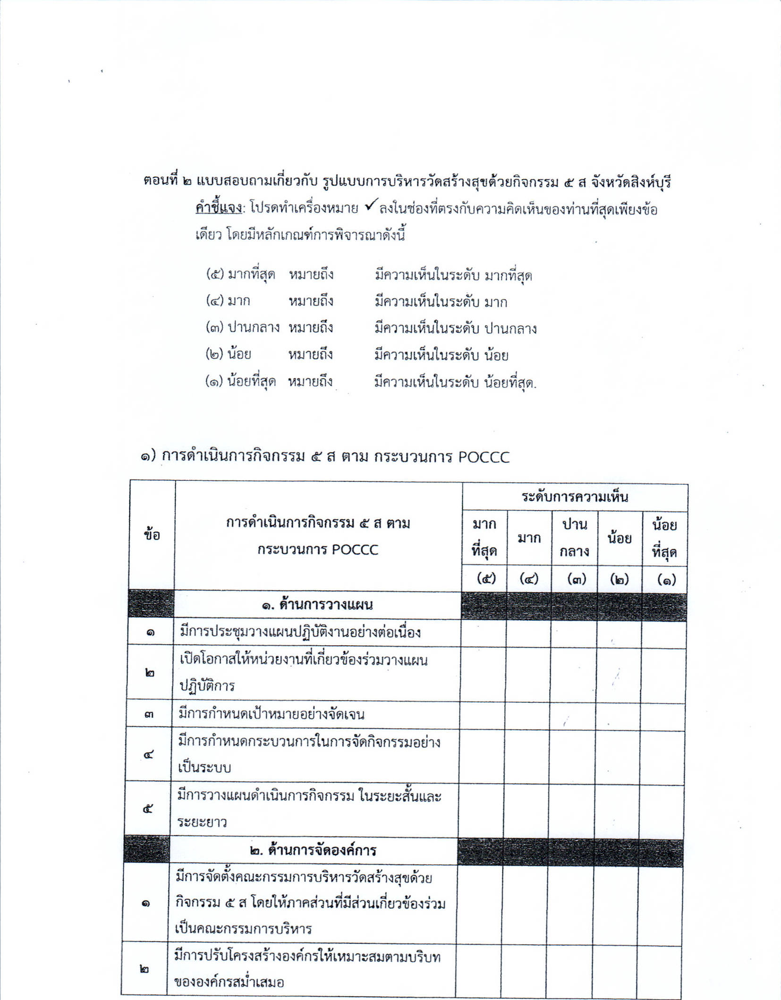 ตอนที่ ๒ แบบสอบถามเกี่ยวกับ รูปแบบการบริหารวัดสร้างสุขด้วยกิจกรรม ๕ ส จังหวัดสิงห์บุรี
คำชี้แจง: โปรดทำเครื่องหมาย ✓ ลงในช่องที่ตรงกับความคิดเห็นของท่านที่สุดเพียงข้อ
เดียว โดยมีหลักเกณฑ์การพิจารณาดังนี้
(๕) มากที่สุด หมายถึง มีความเห็นในระดับ มากที่สุด
(๔) มาก หมายถึง มีความเห็นในระดับ มาก
(๓) ปานกลาง หมายถึง มีความเห็นในระดับ ปานกลาง
(๒) น้อย หมายถึง มีความเห็นในระดับ น้อย
(๑) น้อยที่สุด หมายถึง มีความเห็นในระดับ น้อยที่สุด.
๑) การดำเนินการกิจกรรม ๕ ส ตาม กระบวนการ POCCC
ข้อ
การดำเนินการกิจกรรม ๕ ส ตาม
กระบวนการ POCCC
ระดับการความเห็น
มาก
ที่สุด
มาก
ปาน
กลาง
น้อย
น้อย
ที่สุด
(๕) (๔) (๓) (๒) (๑)
๑. ด้านการวางแผน
๑ มีการประชุมวางแผนปฏิบัติงานอย่างต่อเนื่อง
๒ เปิดโอกาสให้หน่วยงานที่เกี่ยวข้องร่วมวางแผน
ปฏิบัติการ
๓ มีการกำหนดเป้าหมายอย่างจัดเจน
๔ มีการกำหนดกระบวนการในการจัดกิจกรรมอย่าง
เป็นระบบ
๕ มีการวางแผนดำเนินการกิจกรรม ในระยะสั้นและ
ระยะยาว
๒. ด้านการจัดองค์การ
๑ มีการจัดตั้งคณะกรรมการบริหารวัดสร้างสุขด้วย
กิจกรรม ๕ ส โดยให้ภาคส่วนที่มีส่วนเกี่ยวข้องร่วม
เป็นคณะกรรมการบริหาร
๒ มีการปรับโครงสร้างองค์กรให้เหมาะสมตามบริบท
ขององค์กรสม่ำเสมอ